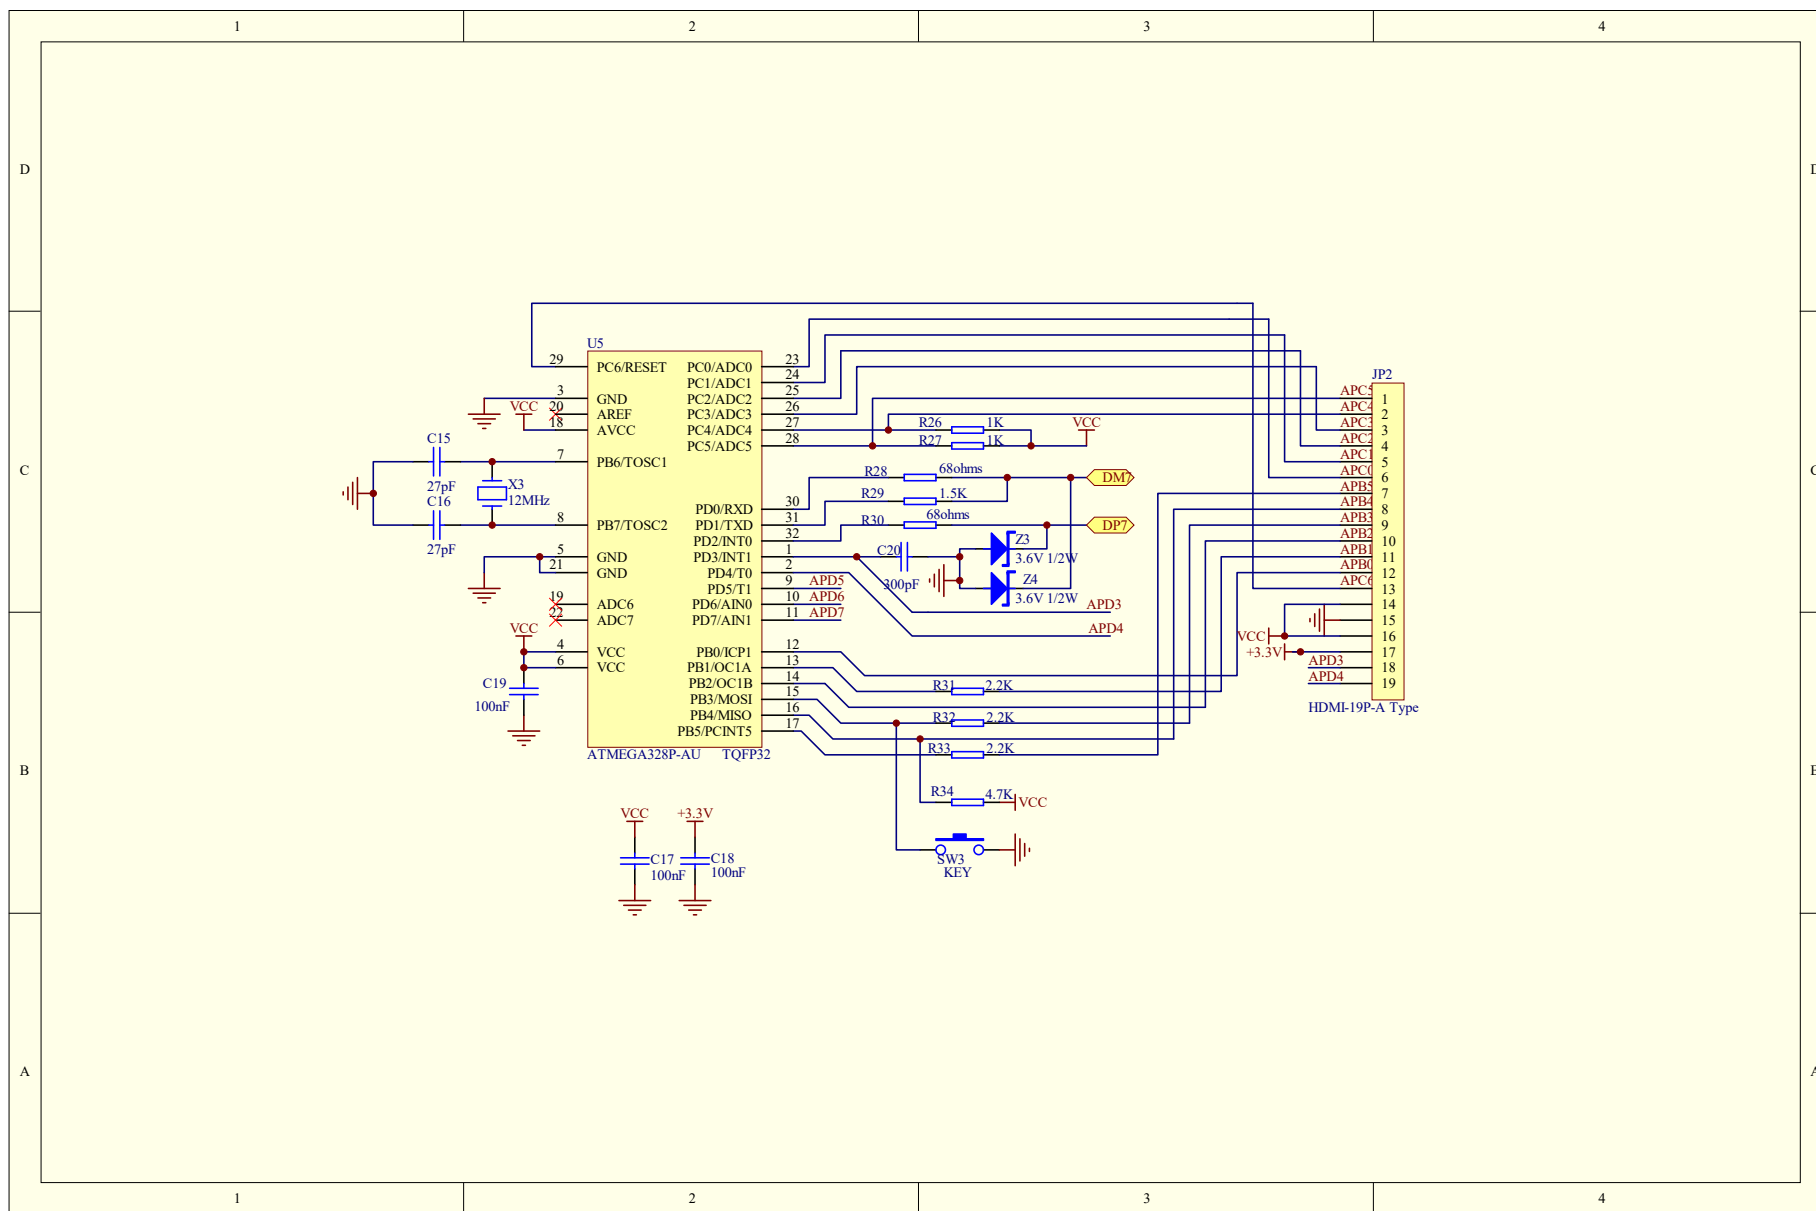 1 2 3 4
D D
C C
B B
A A
U5
29 PC6/RESET
3 GND
20 AREF
VCC
18 AVCC
7 PB6/TOSC1
8 PB7/TOSC2
5 GND
21 GND
19 ADC6
22 ADC7
VCC
4 VCC
6 VCC
C15
27pF
C16
27pF
X3
12MHz
C19
100nF
PC0/ADC0 23
PC1/ADC1 24
PC2/ADC2 25
PC3/ADC3 26
PC4/ADC4 27
PC5/ADC5 28
PD0/RXD 30
PD1/TXD 31
PD2/INT0 32
PD3/INT1 1
PD4/T0 2
PD5/T1 9 APD5
PD6/AIN0 10 APD6
PD7/AIN1 11 APD7
PB0/ICP1 12
PB1/OC1A 13
PB2/OC1B 14
PB3/MOSI 15
PB4/MISO 16
PB5/PCINT5 17
ATMEGA328P-AU TQFP32
R26 1K
R27 1K
VCC
R28 68ohms
R29 1.5K
R30 68ohms
DM7
DP7
C20
300pF
Z3
3.6V 1/2W
Z4
3.6V 1/2W
APD3
APD4
R31 2.2K
R32 2.2K
R33 2.2K
R34 4.7K VCC
SW3
KEY
VCC
C17
100nF
+3.3V
C18
100nF
JP2
APC5 1
APC4 2
APC3 3
APC2 4
APC1 5
APC0 6
APB5 7
APB4 8
APB3 9
APB2 10
APB1 11
APB0 12
APC6 13
14
15
VCC 16
+3.3V 17
APD3 18
APD4 19
HDMI-19P-A Type
1 2 3 4